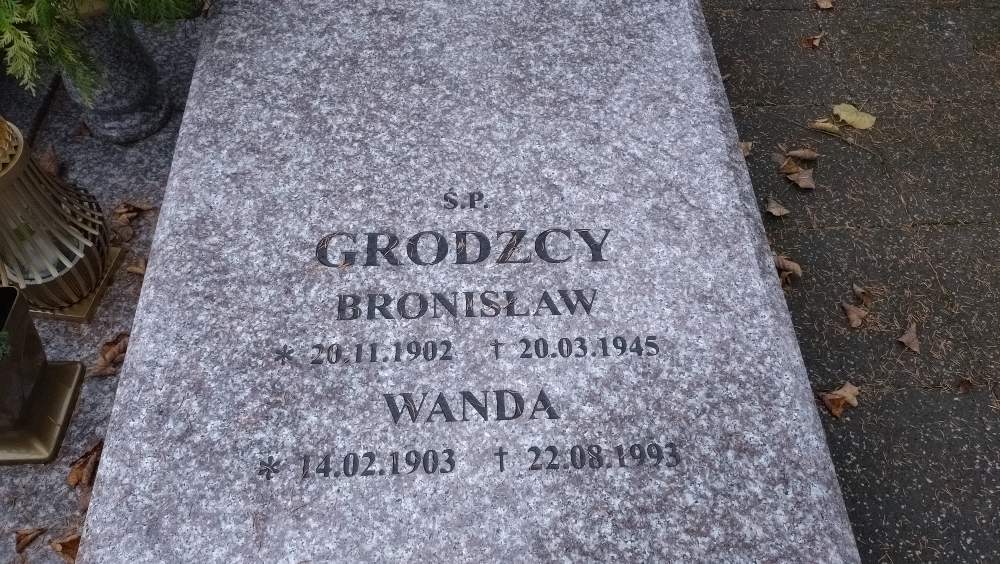 Ś.P.
GRODZCY
BRONISŁAW
* 20.11.1902 † 20.03.1945
WANDA
* 14.02.1903 † 22.08.1993